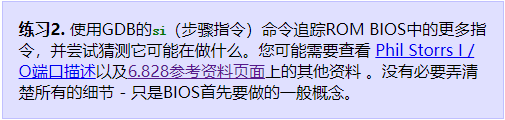 练习2. 使用GDB的si（步骤指令）命令追踪ROM BIOS中的更多指
令，并尝试猜测它可能在做什么。您可能需要查看 Phil Storrs I /
O端口描述以及6.828参考资料页面上的其他资料 。没有必要弄清
楚所有的细节 - 只是BIOS首先要做的一般概念。